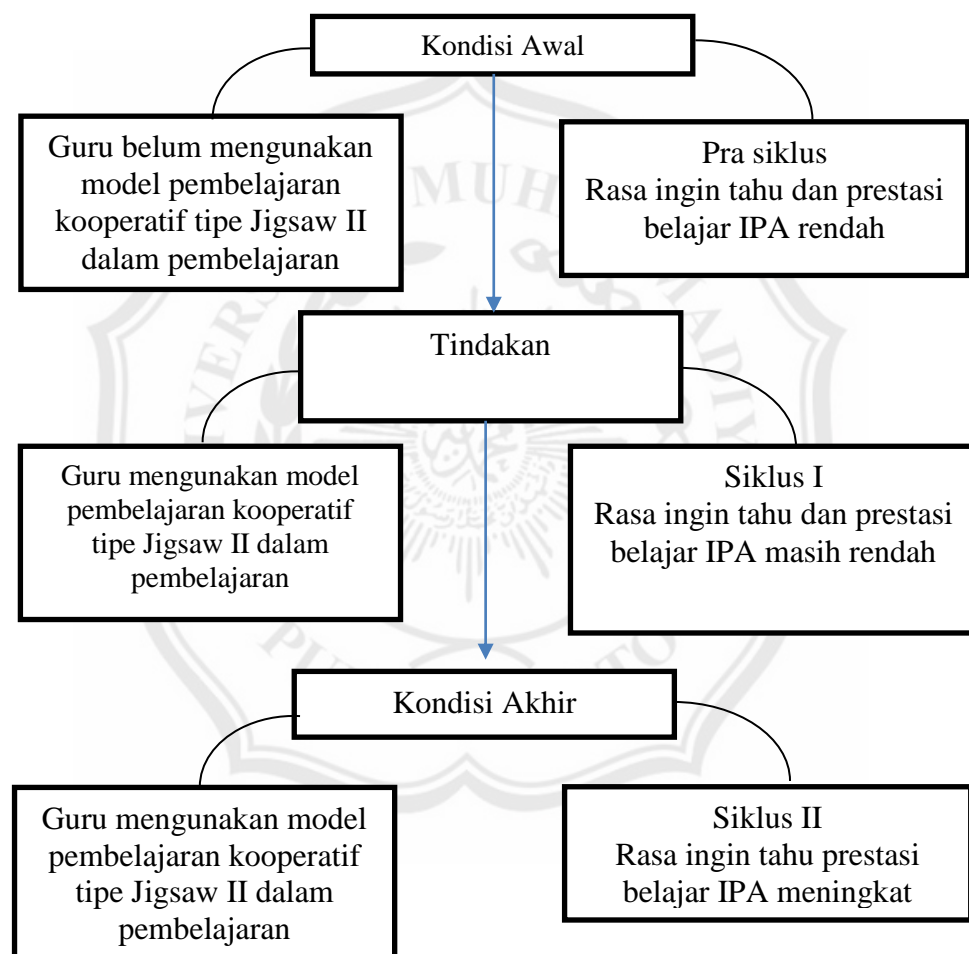 Kondisi Awal
Guru belum mengunakan
model pembelajaran
kooperatif tipe Jigsaw II
dalam pembelajaran
Pra siklus
Rasa ingin tahu dan prestasi
belajar IPA rendah
Tindakan
Guru mengunakan model
pembelajaran kooperatif
tipe Jigsaw II dalam
pembelajaran
Siklus I
Rasa ingin tahu dan prestasi
belajar IPA masih rendah
Kondisi Akhir
Guru mengunakan model
pembelajaran kooperatif
tipe Jigsaw II dalam
pembelajaran
Siklus II
Rasa ingin tahu prestasi
belajar IPA meningkat